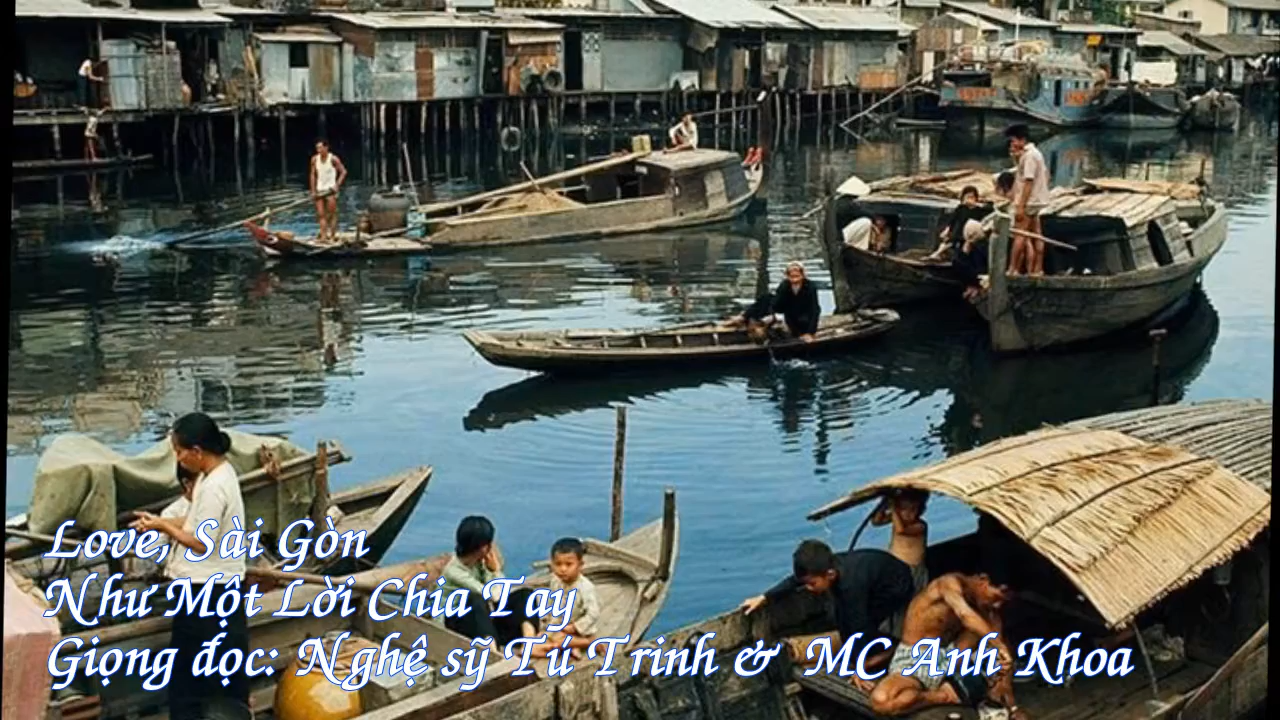 Love, Sài Gòn
Như Một Lời Chia Tay
Giọng đọc: Nghệ sỹ Tú Trinh & MC Anh Khoa